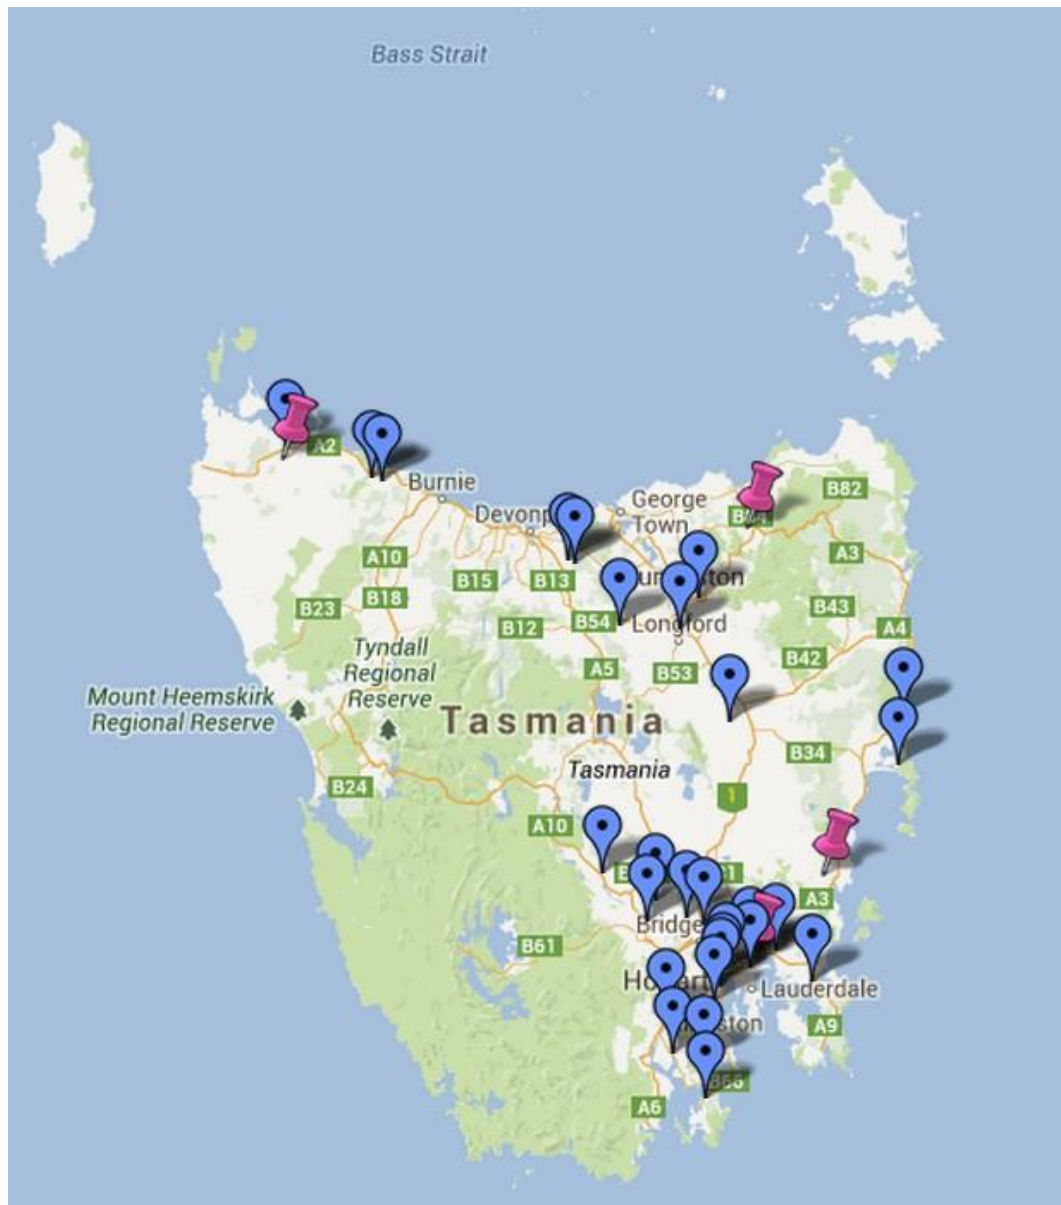 Bass Strait
A2
Burnie
George
Town
B82
Devonp
A10
A3
B15
B13
B18
B23
B43
B12
B54
Longford
A4
Tyndall
Regional
Reserve
A5
B53
B42
Mount Heemskirk
Regional Reserve
Tasmania
B34
Tasmania
B24
1
A10
A3
Bridge
B61
Lauderdale
A9
A6